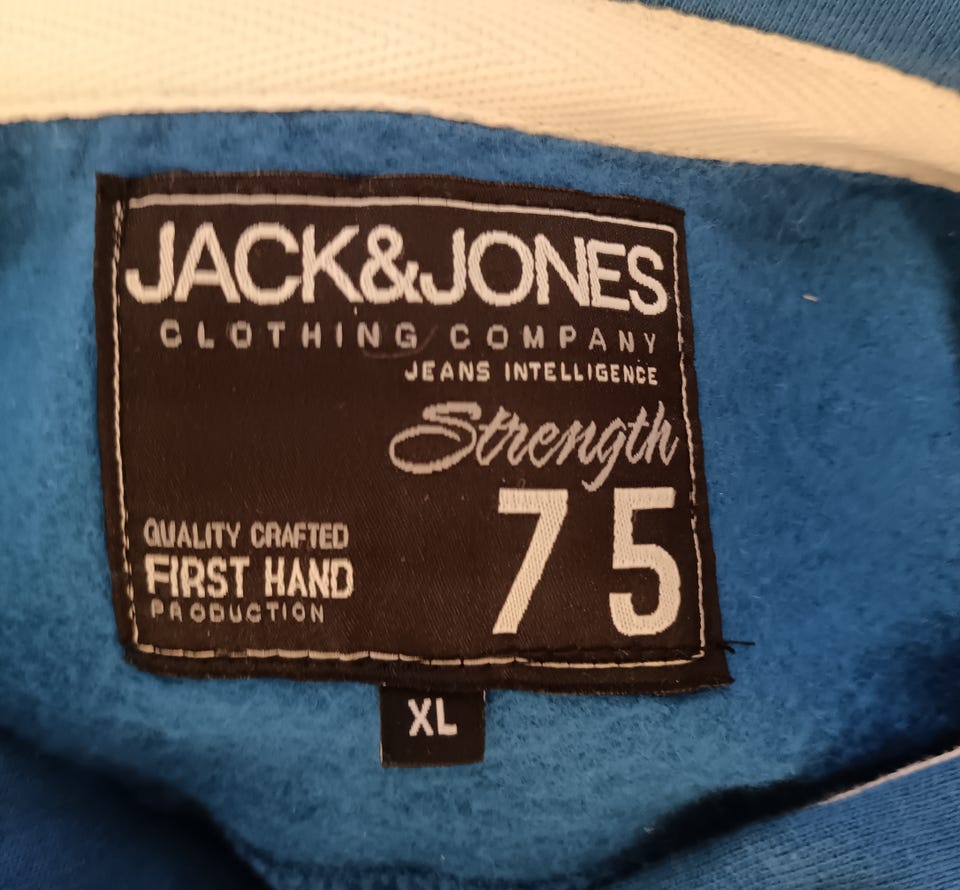 JACK&JONES
CLOTHING COMPANY
JEANS INTELLIGENCE
Strength
75
QUALITY CRAFTED
FIRST HAND
PRODUCTION
XL